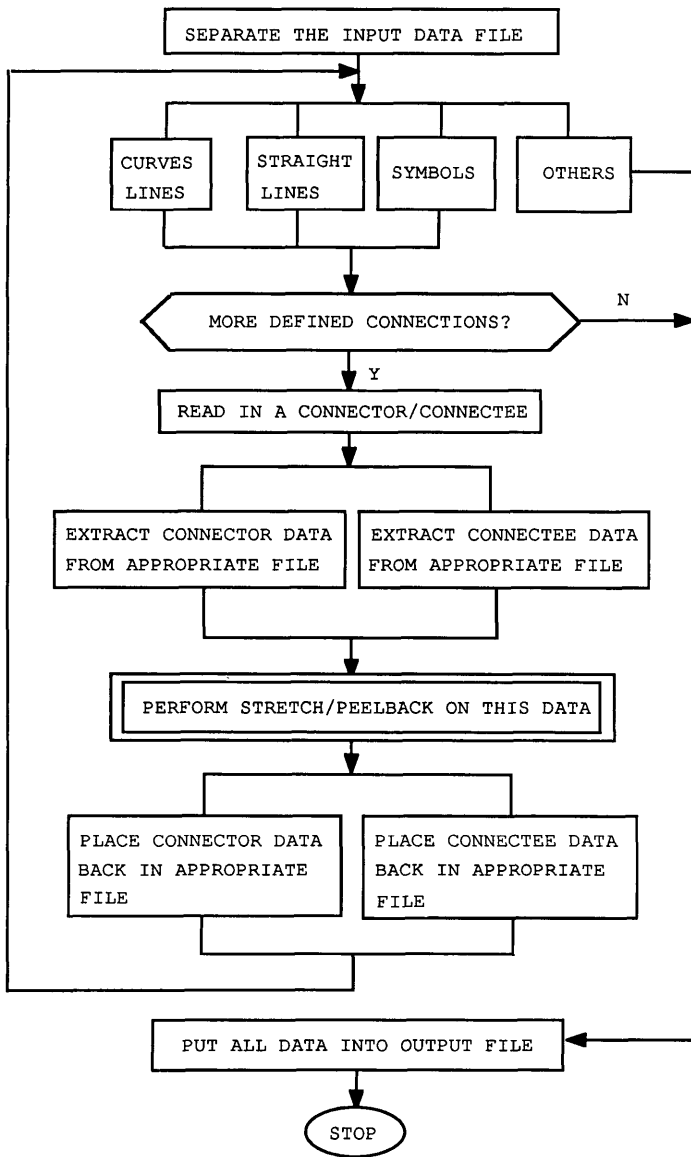 SEPARATE THE INPUT DATA FILE
CURVES
LINES
STRAIGHT
LINES
SYMBOLS
OTHERS
MORE DEFINED CONNECTIONS?
N
Y
READ IN A CONNECTOR/CONNECTEE
EXTRACT CONNECTOR DATA
FROM APPROPRIATE FILE
EXTRACT CONNECTEE DATA
FROM APPROPRIATE FILE
PERFORM STRETCH/PEELBACK ON THIS DATA
PLACE CONNECTOR DATA
BACK IN APPROPRIATE
FILE
PLACE CONNECTEE DATA
BACK IN APPROPRIATE
FILE
PUT ALL DATA INTO OUTPUT FILE
STOP